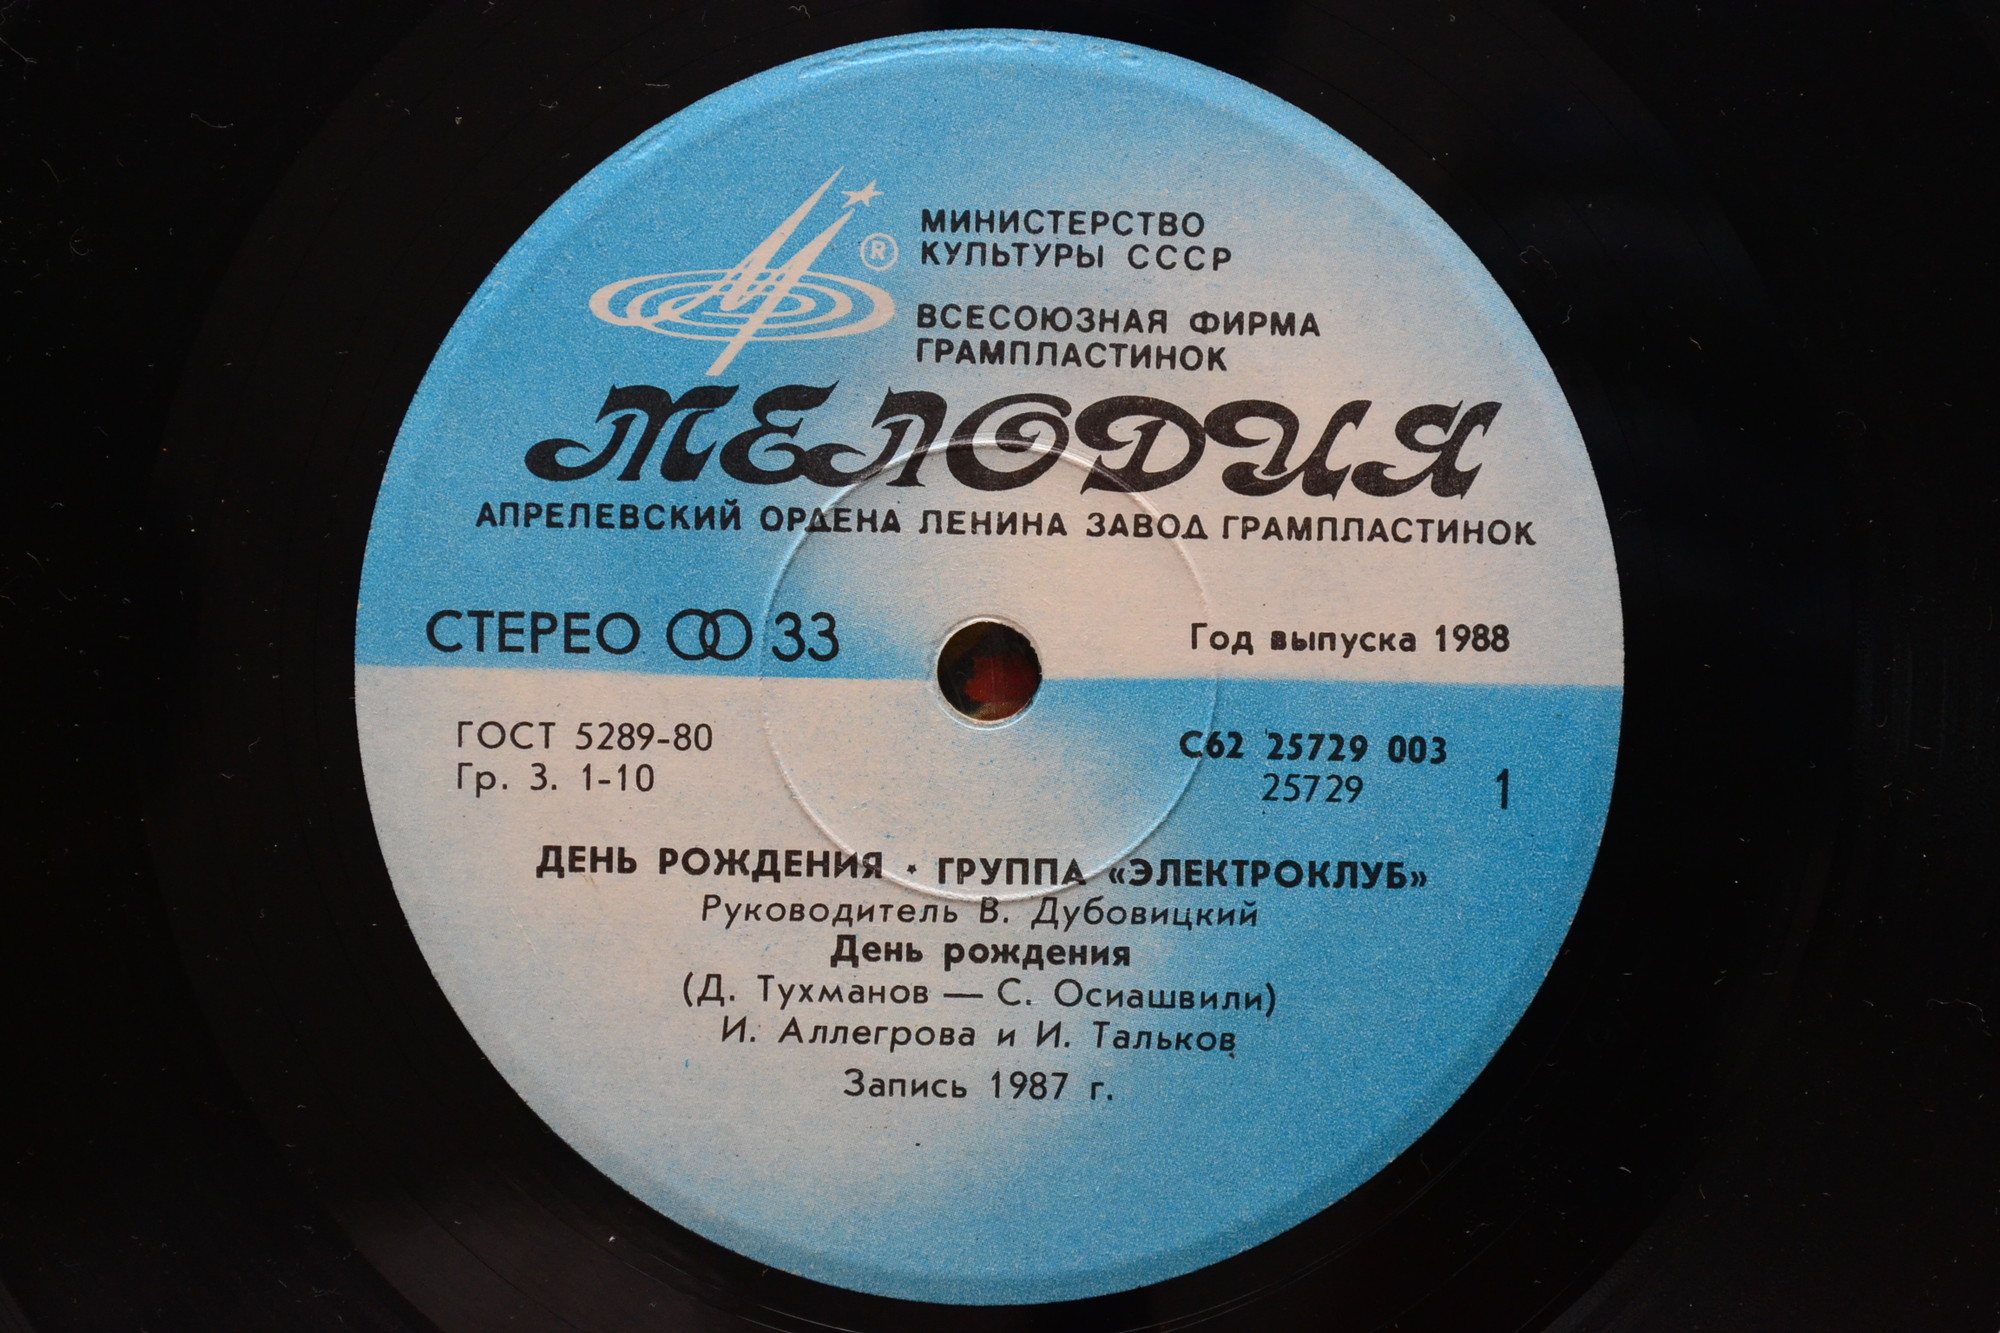 ®
МИНИСТЕРСТВО
КУЛЬТУРЫ СССР
ВСЕСОЮЗНАЯ ФИРМА
ГРАМПЛАСТИНОК
МЕЛОДИЯ
АПРЕЛЕВСКИЙ ОРДЕНА ЛЕНИНА ЗАВОД ГРАМПЛАСТИНОК
СТЕРЕО 33
Год выпуска 1988
ГОСТ 5289-80
Гр. 3. 1-10
С62 25729 003
25729 1
ДЕНЬ РОЖДЕНИЯ ⋆ ГРУППА «ЭЛЕКТРОКЛУБ»
Руководитель В. Дубовицкий
День рождения
(Д. Тухманов — С. Осиашвили)
И. Аллегрова и И. Тальков
Запись 1987 г.